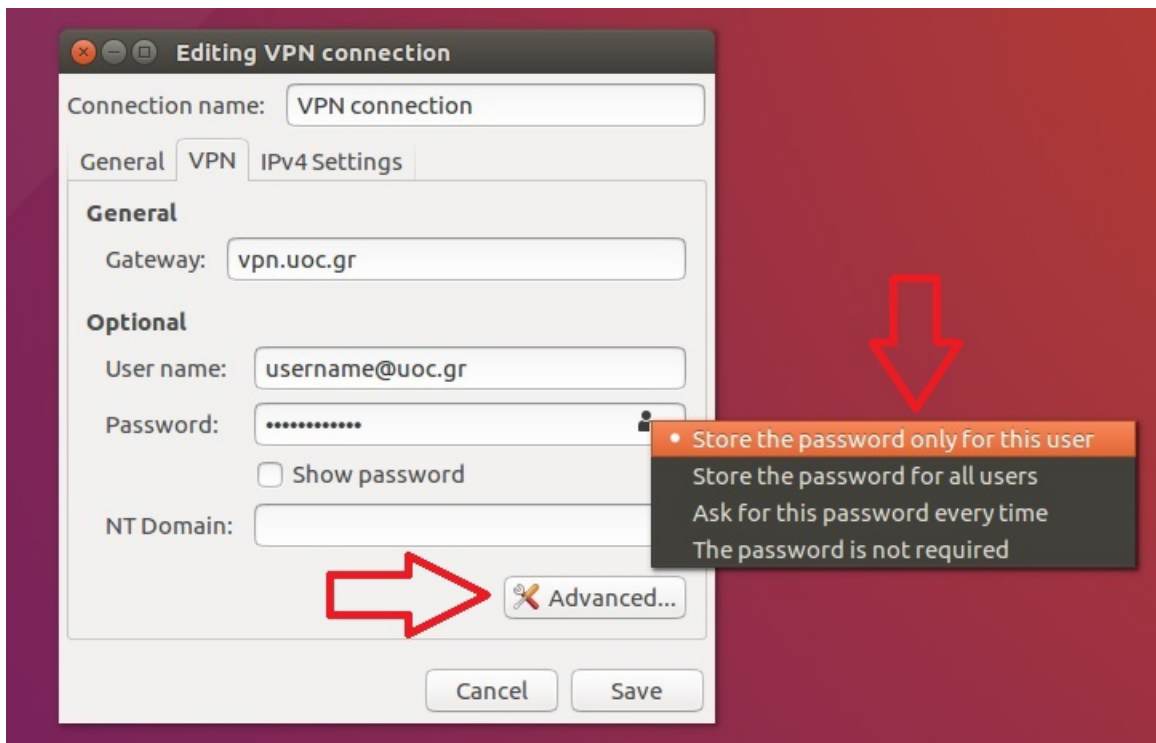 Editing VPN connection
Connection name: VPN connection
General VPN IPv4 Settings
General
Gateway: vpn.uoc.gr
Optional
User name: username@uoc.gr
Password: ••••••••••••
Show password
NT Domain:
Advanced...
Cancel Save
Store the password only for this user
Store the password for all users
Ask for this password every time
The password is not required